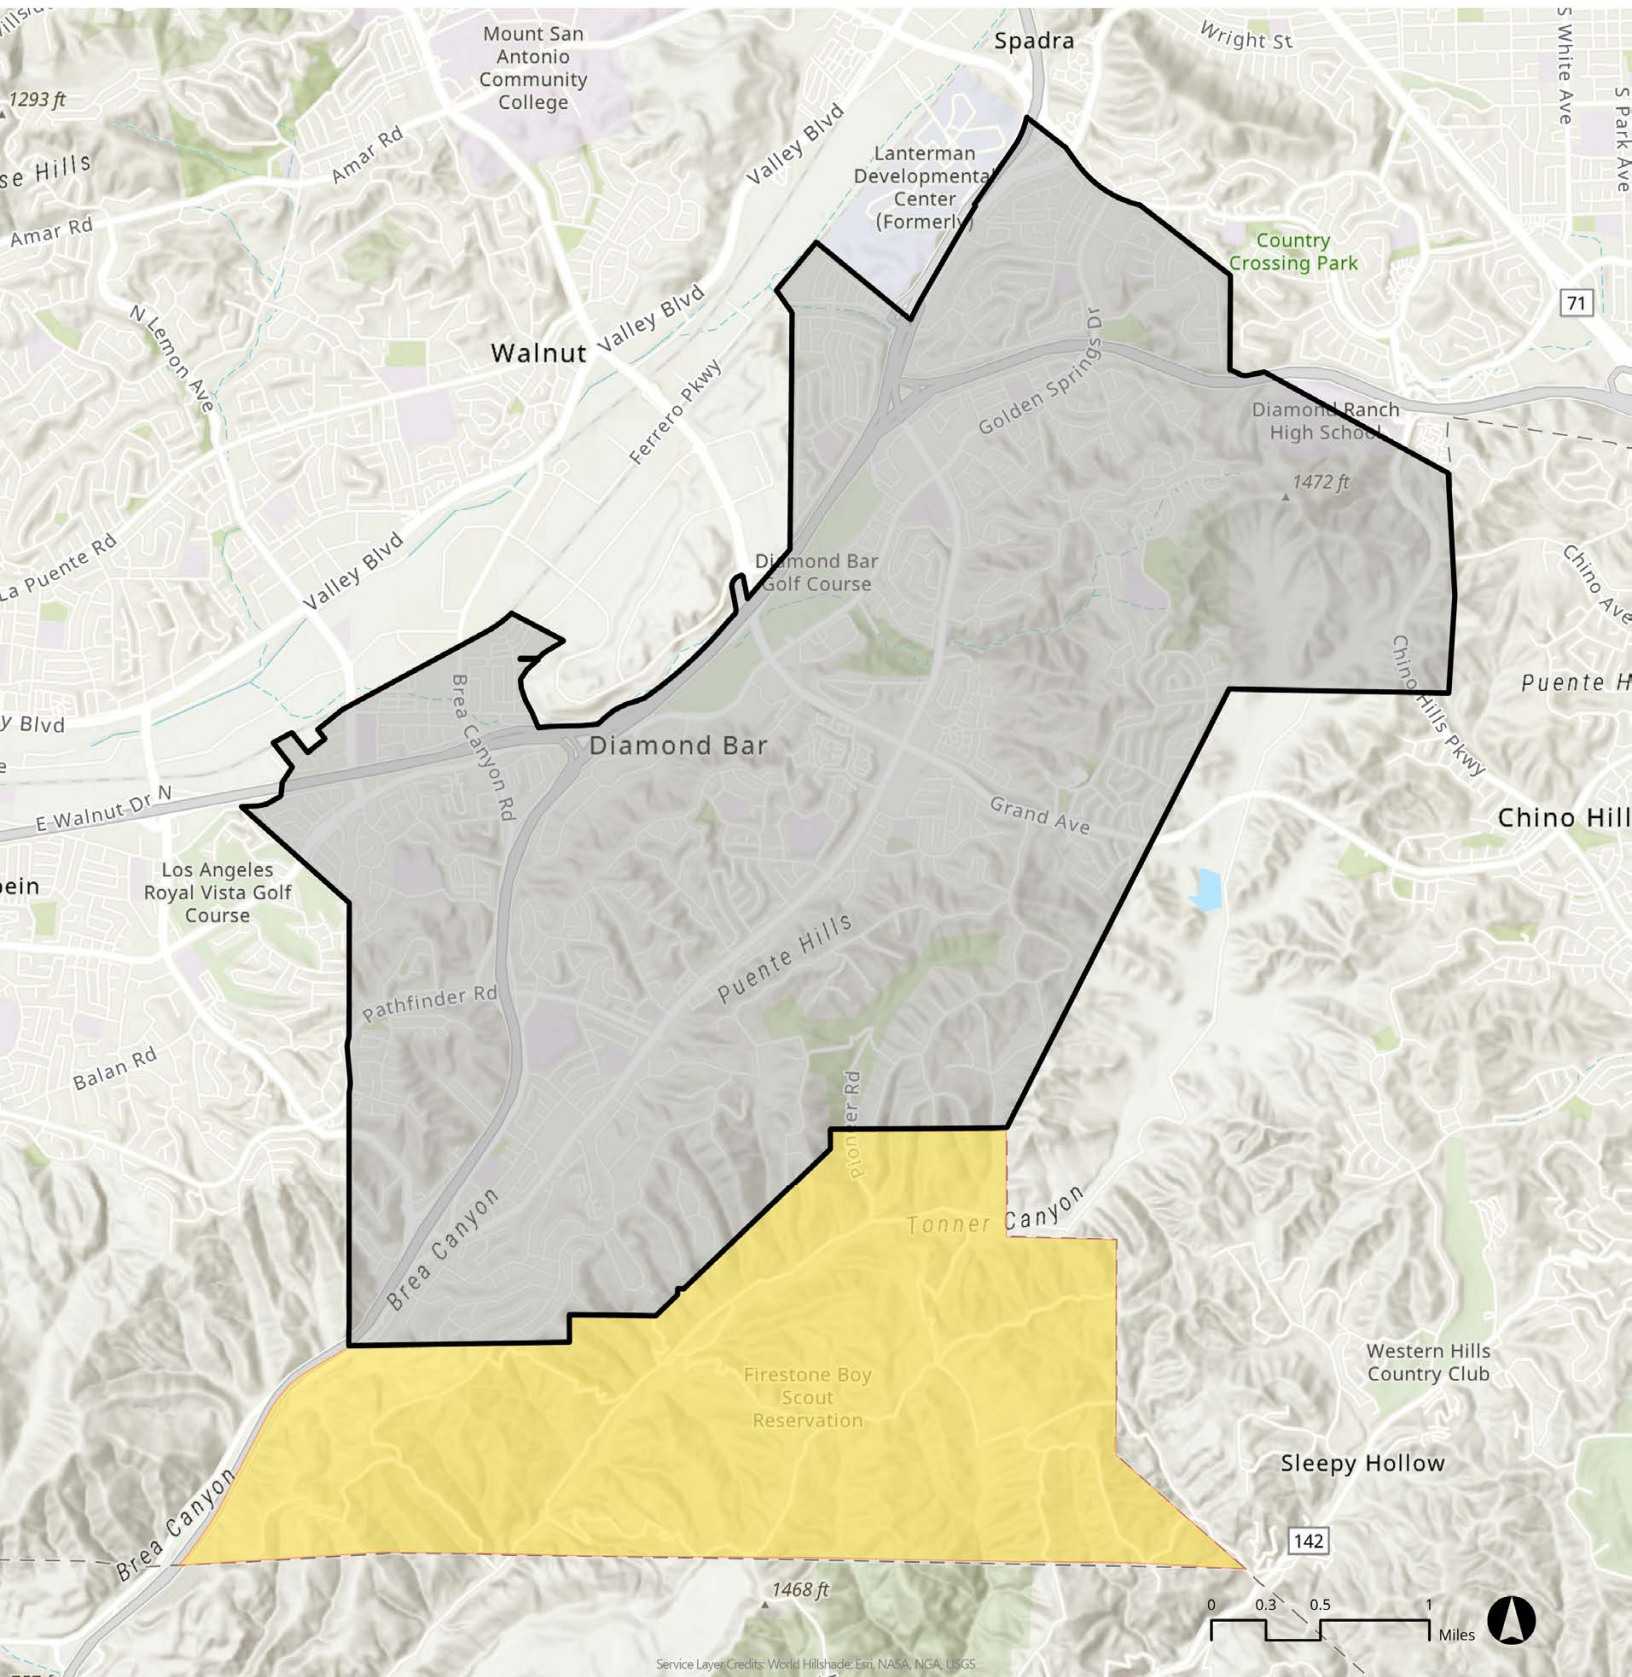 Mount San
Antonio
Community
College
Spadra
Wright St
S White Ave
S Park Ave
1293 ft
se Hills
Amar Rd
Amar Rd
Valley Blvd
Lanterman
Developmental
Center
(Formerly)
Country
Crossing Park
71
N Lemon Ave
Walnut
Valley Blvd
Ferrero Pkwy
Golden Springs Dr
Diamond Ranch
High School
1472 ft
La Puente Rd
Valley Blvd
Diamond Bar
Golf Course
Chino Ave
Chino Hills Pkwy
Puente H
y Blvd
Brea Canyon Rd
Diamond Bar
E Walnut Dr N
Grand Ave
Chino Hill
Los Angeles
Royal Vista Golf
Course
Puente Hills
Pathfinder Rd
Balan Rd
Pioneer Rd
Brea Canyon
Tonner Canyon
Firestone Boy
Scout
Reservation
Western Hills
Country Club
Sleepy Hollow
Brea Canyon
142
1468 ft
0 0.3 0.5 1
Miles
Service Layer Credits: World Hillshade: Esri, NASA, NGA, USGS